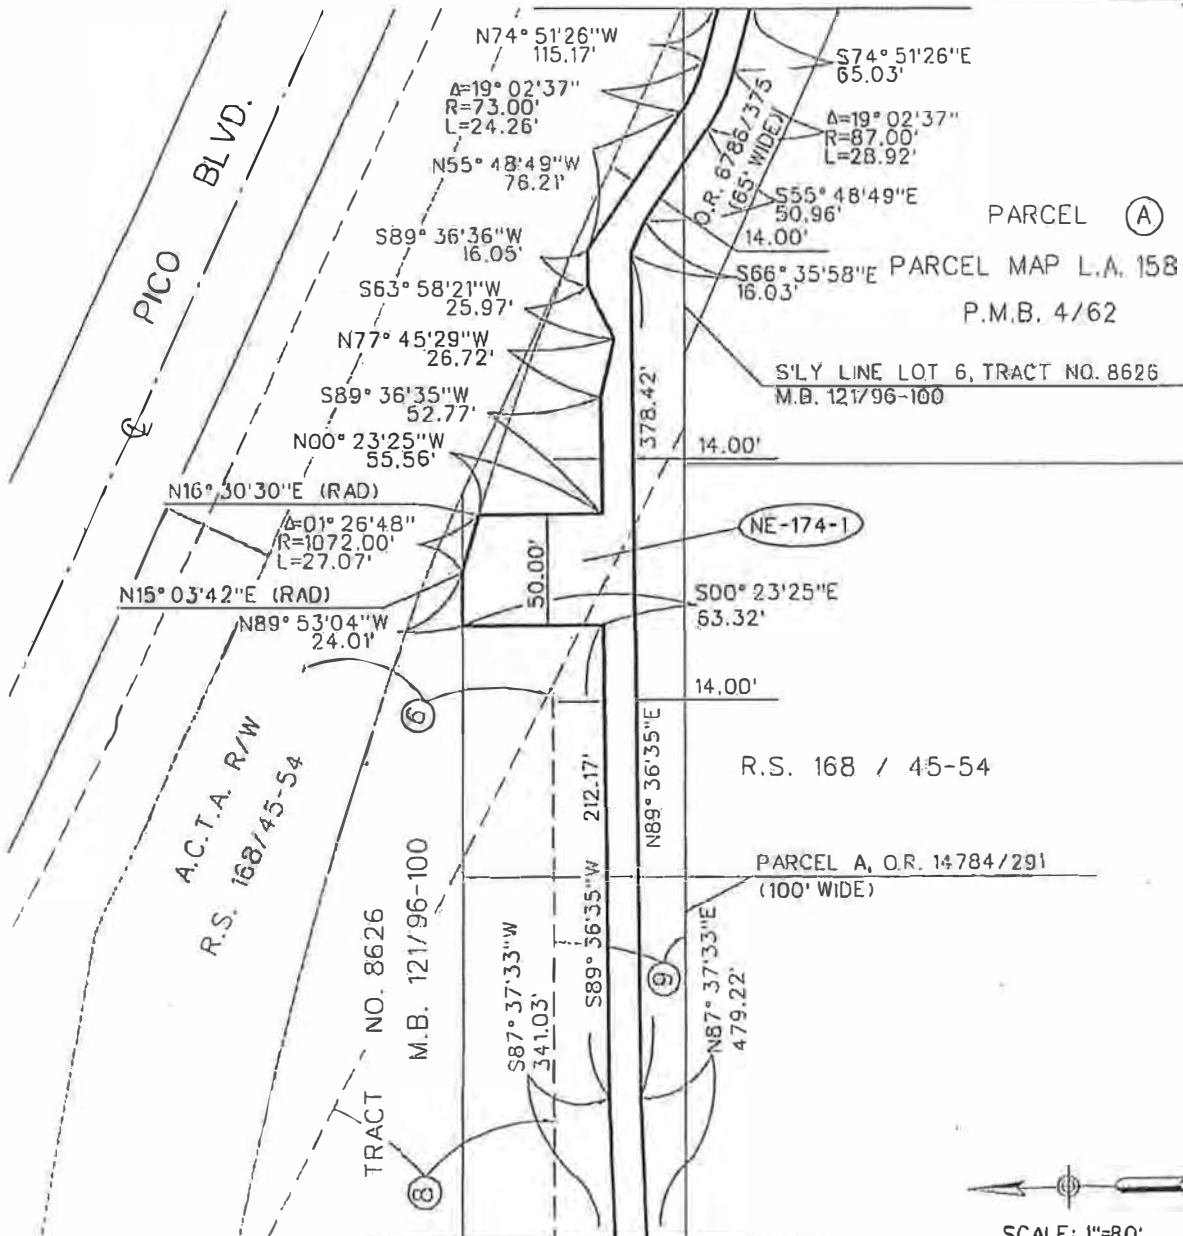 N74°51'26"W
115.17'
S74°51'26"E
65.03'
Δ=19°02'37"
R=73.00'
L=24.26'
Δ=19°02'37"
R=87.00'
L=28.92'
O.R. 6786/375
(65' WIDE)
N55°48'49"W
76.21'
S55°48'49"E
50.96'
14.00'
PARCEL A
PARCEL MAP L.A. 158
P.M.B. 4/62
S89°36'36"W
16.05'
S66°35'58"E
16.03'
S63°58'21"W
25.97'
N77°45'29"W
26.72'
S'LY LINE LOT 6, TRACT NO. 8626
M.B. 121/96-100
S89°36'35"W
52.77'
378.42'
14.00'
N00°23'25"W
55.56'
PICO BLVD.
℄
N16°30'30"E (RAD)
Δ=01°26'48"
R=1072.00'
L=27.07'
NE-174-1
50.00'
N15°03'42"E (RAD)
S00°23'25"E
53.32'
N89°53'04"W
24.01'
14.00'
6
A.C.T.A. R/W
R.S. 168/45-54
212.17'
S89°36'35"W
N89°36'35"E
R.S. 168 / 45-54
PARCEL A, O.R. 14784/291
(100' WIDE)
TRACT NO. 8626
M.B. 121/96-100
S87°37'33"W
341.03'
9
N87°37'33"E
479.22'
8
SCALE: 1"=80'